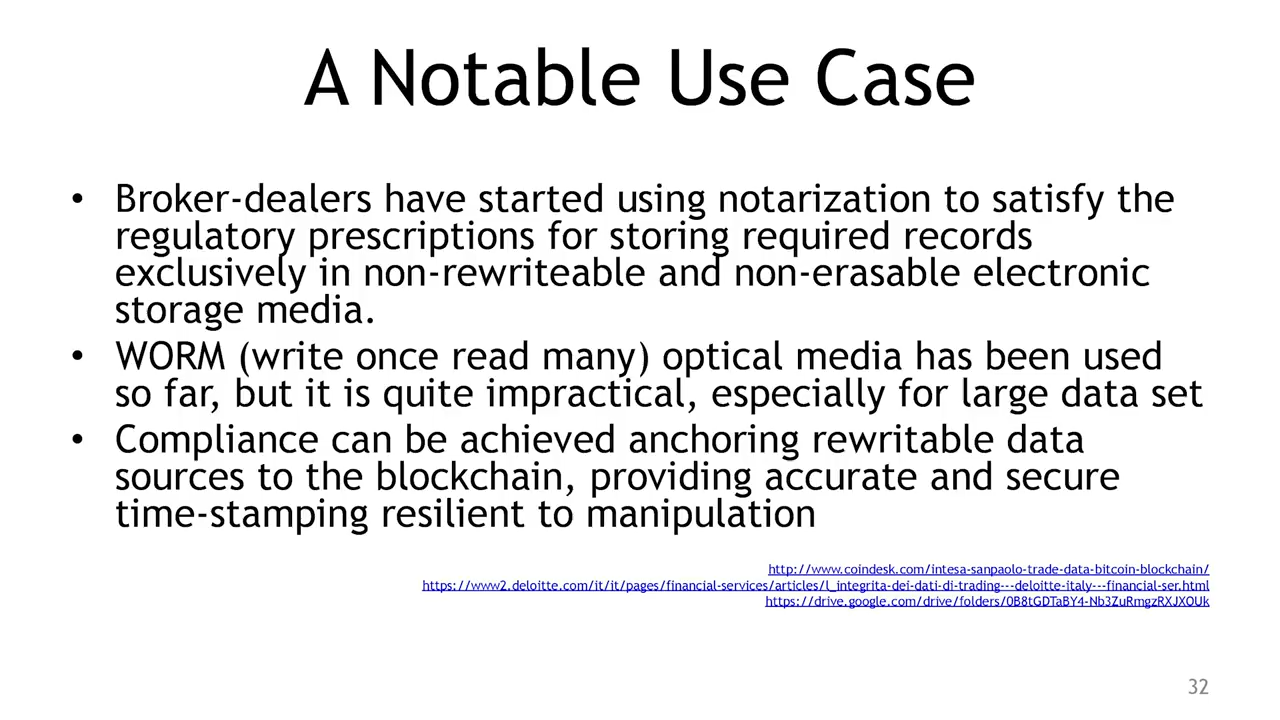 A Notable Use Case
• Broker-dealers have started using notarization to satisfy the
regulatory prescriptions for storing required records
exclusively in non-rewriteable and non-erasable electronic
storage media.
• WORM (write once read many) optical media has been used
so far, but it is quite impractical, especially for large data set
• Compliance can be achieved anchoring rewritable data
sources to the blockchain, providing accurate and secure
time-stamping resilient to manipulation
http://www.coindesk.com/intesa-sanpaolo-trade-data-bitcoin-blockchain/
https://www2.deloitte.com/it/it/pages/financial-services/articles/l_integrita-dei-dati-di-trading---deloitte-italy---financial-ser.html
https://drive.google.com/drive/folders/0B8tGDTaBY4-Nb3ZuRmgzRXJXOUk
32